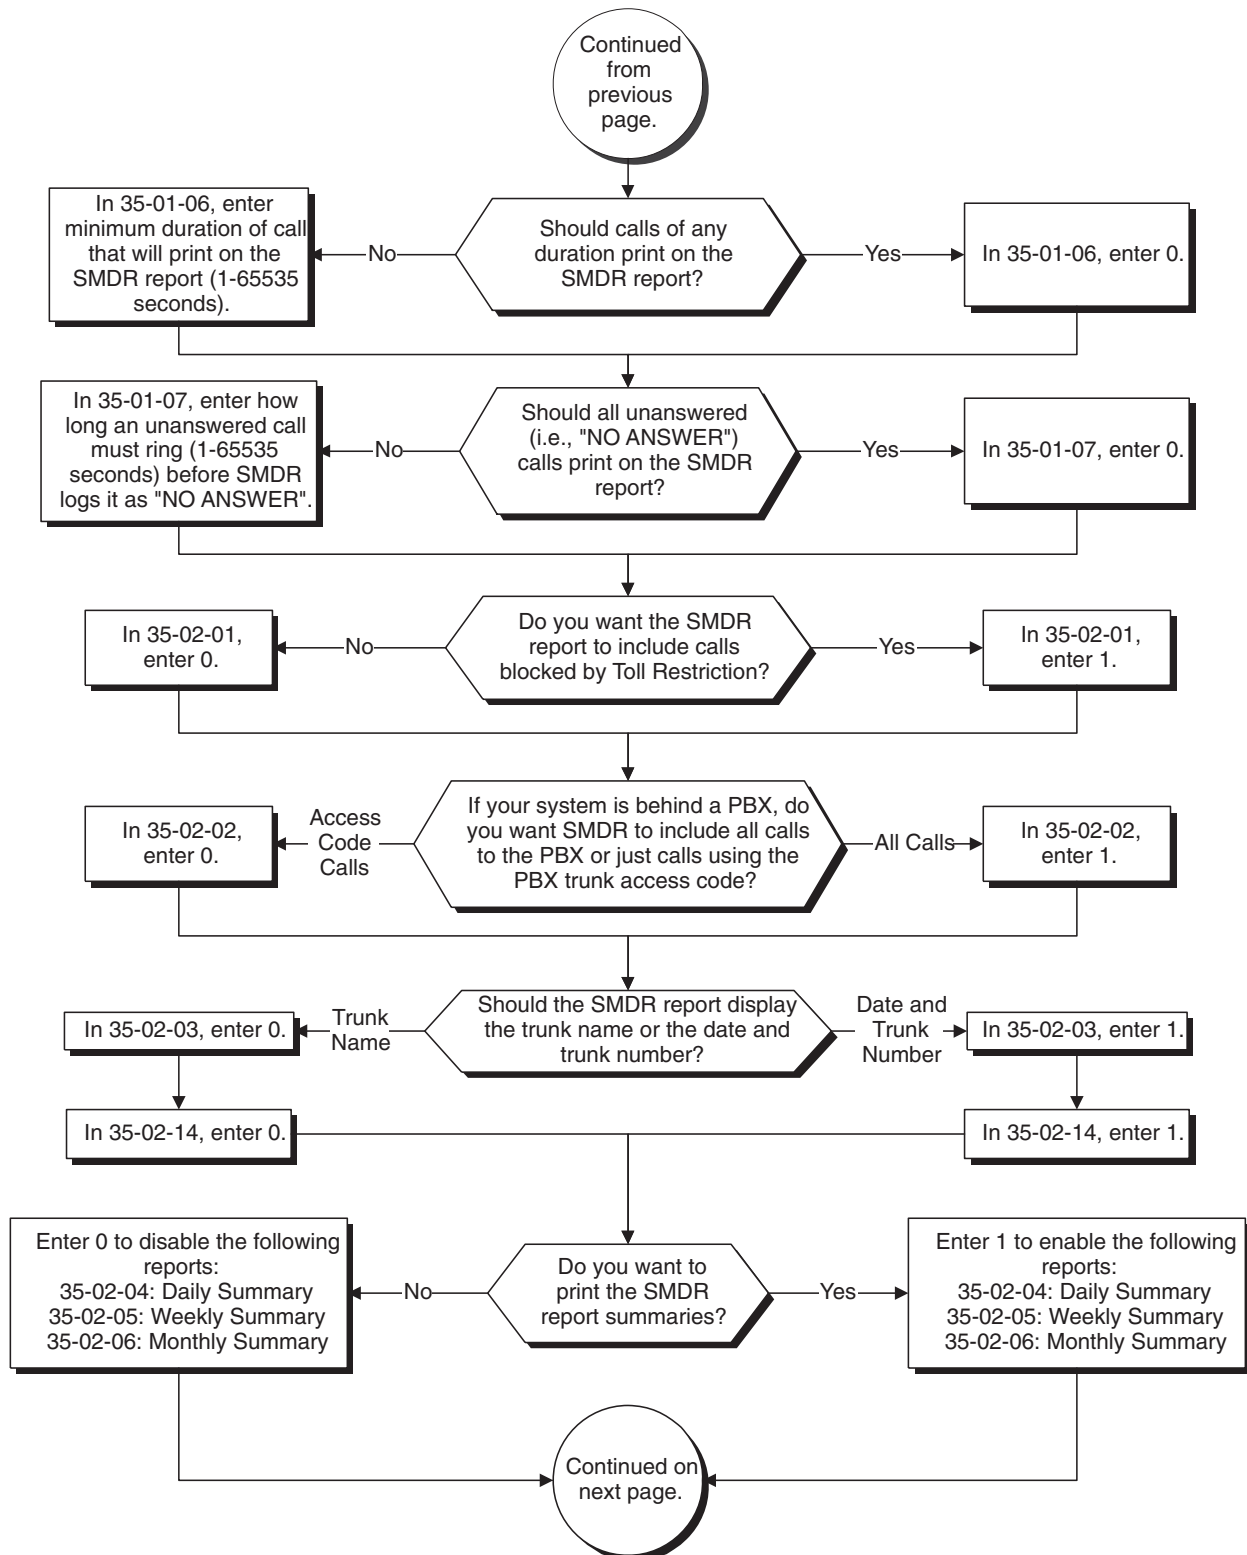 Continued
from
previous
page.
In 35-01-06, enter
minimum duration of call
that will print on the
SMDR report (1-65535
seconds).
No
Should calls of any
duration print on the
SMDR report?
Yes
In 35-01-06, enter 0.
In 35-01-07, enter how
long an unanswered call
must ring (1-65535
seconds) before SMDR
logs it as "NO ANSWER".
No
Should all unanswered
(i.e., "NO ANSWER")
calls print on the SMDR
report?
Yes
In 35-01-07, enter 0.
In 35-02-01,
enter 0.
No
Do you want the SMDR
report to include calls
blocked by Toll Restriction?
Yes
In 35-02-01,
enter 1.
In 35-02-02,
enter 0.
Access
Code
Calls
If your system is behind a PBX, do
you want SMDR to include all calls
to the PBX or just calls using the
PBX trunk access code?
All Calls
In 35-02-02,
enter 1.
In 35-02-03, enter 0.
Trunk
Name
Should the SMDR report display
the trunk name or the date and
trunk number?
Date and
Trunk
Number
In 35-02-03, enter 1.
In 35-02-14, enter 0.
In 35-02-14, enter 1.
Enter 0 to disable the following
reports:
35-02-04: Daily Summary
35-02-05: Weekly Summary
35-02-06: Monthly Summary
No
Do you want to
print the SMDR
report summaries?
Yes
Enter 1 to enable the following
reports:
35-02-04: Daily Summary
35-02-05: Weekly Summary
35-02-06: Monthly Summary
Continued on
next page.